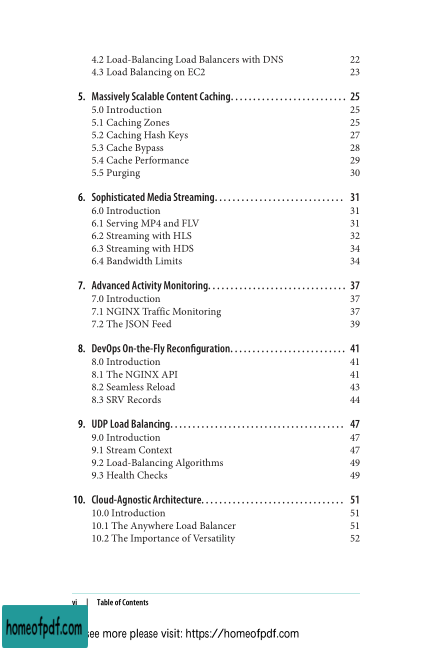 4.2 Load-Balancing Load Balancers with DNS 22
4.3 Load Balancing on EC2 23
5. Massively Scalable Content Caching. . . . . . . . . . . . . . . . . . . . . . . . . . 25
5.0 Introduction 25
5.1 Caching Zones 25
5.2 Caching Hash Keys 27
5.3 Cache Bypass 28
5.4 Cache Performance 29
5.5 Purging 30
6. Sophisticated Media Streaming. . . . . . . . . . . . . . . . . . . . . . . . . . . . . 31
6.0 Introduction 31
6.1 Serving MP4 and FLV 31
6.2 Streaming with HLS 32
6.3 Streaming with HDS 34
6.4 Bandwidth Limits 34
7. Advanced Activity Monitoring. . . . . . . . . . . . . . . . . . . . . . . . . . . . . . . 37
7.0 Introduction 37
7.1 NGINX Traffic Monitoring 37
7.2 The JSON Feed 39
8. DevOps On-the-Fly Reconfiguration. . . . . . . . . . . . . . . . . . . . . . . . . . 41
8.0 Introduction 41
8.1 The NGINX API 41
8.2 Seamless Reload 43
8.3 SRV Records 44
9. UDP Load Balancing. . . . . . . . . . . . . . . . . . . . . . . . . . . . . . . . . . . . . . . 47
9.0 Introduction 47
9.1 Stream Context 47
9.2 Load-Balancing Algorithms 49
9.3 Health Checks 49
10. Cloud-Agnostic Architecture. . . . . . . . . . . . . . . . . . . . . . . . . . . . . . . . 51
10.0 Introduction 51
10.1 The Anywhere Load Balancer 51
10.2 The Importance of Versatility 52
vi | Table of Contents
homeofpdf.com
see more please visit: https://homeofpdf.com